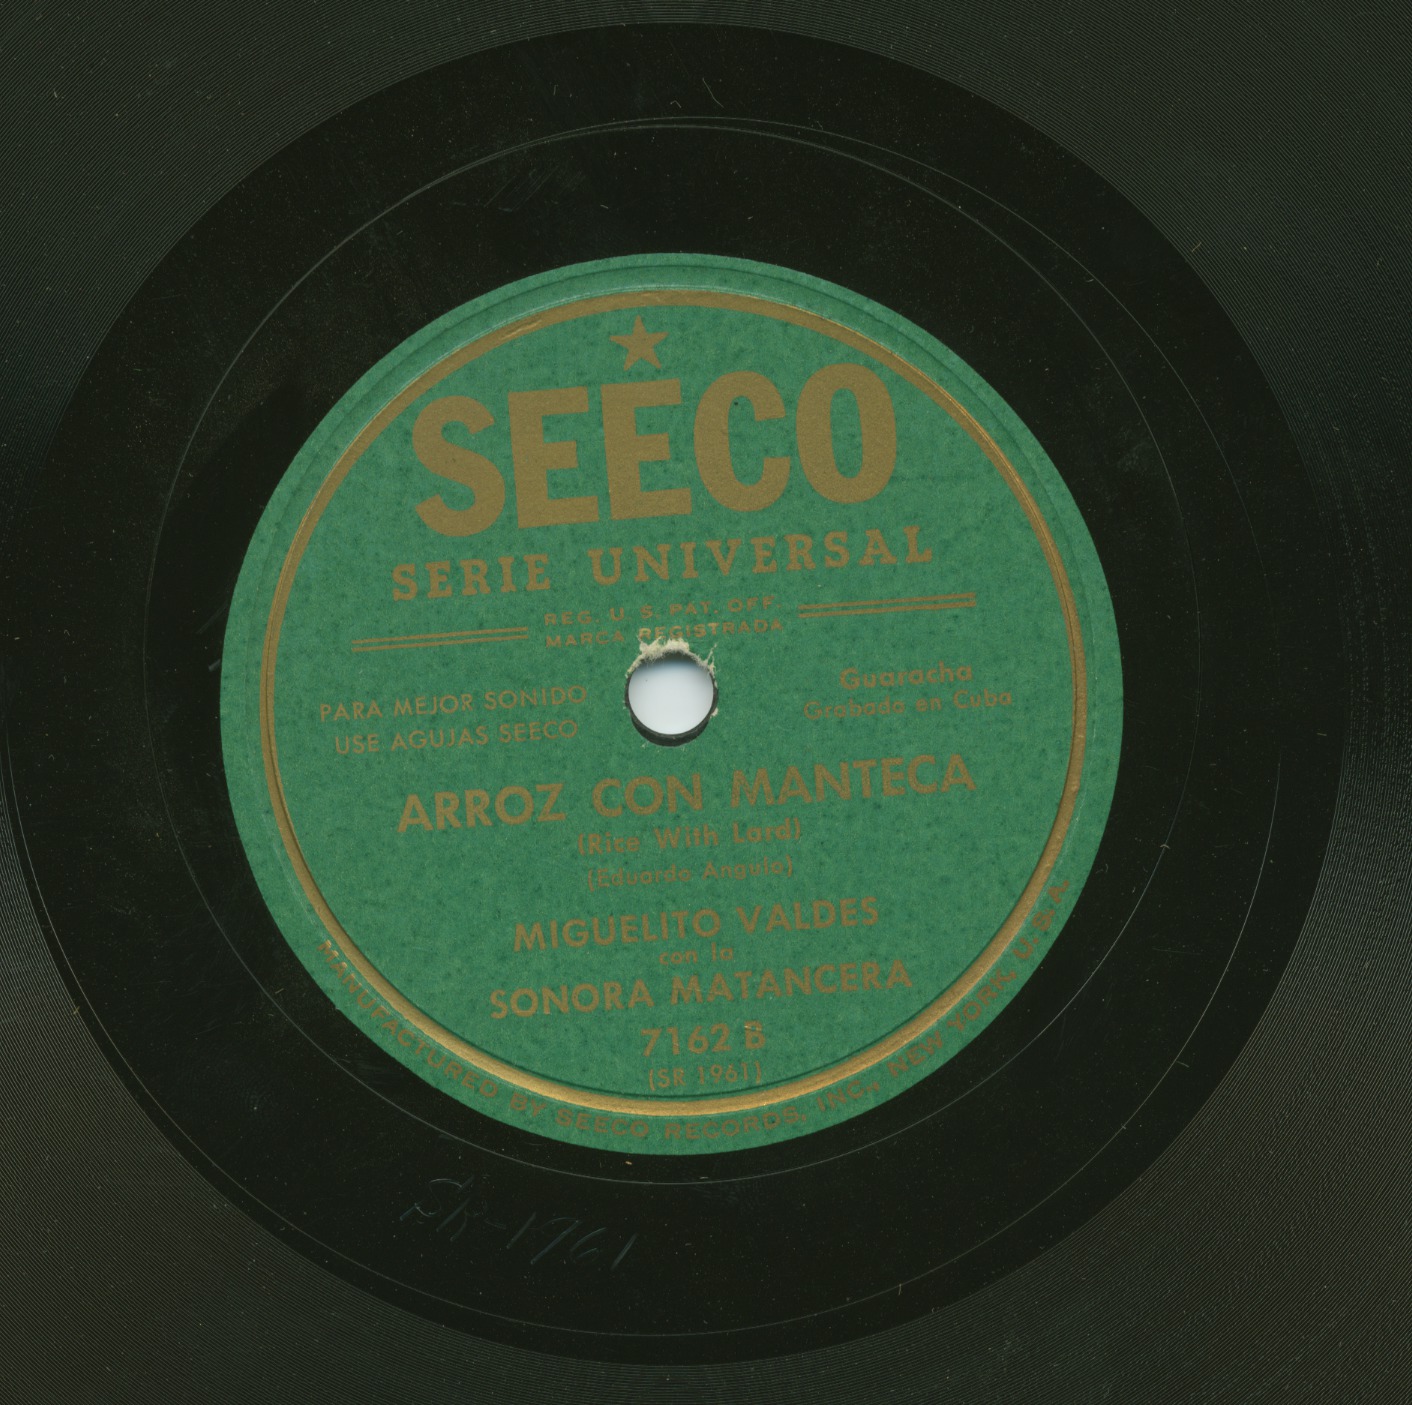 SEECO
SERIE UNIVERSAL
REG. U. S. PAT. OFF.
MARCA REGISTRADA
PARA MEJOR SONIDO
USE AGUJAS SEECO
Guaracha
Grabado en Cuba
ARROZ CON MANTECA
(Rice With Lard)
(Eduardo Angulo)
MIGUELITO VALDES
con la
SONORA MATANCERA
7162 B
(SR 1961)
MANUFACTURED BY SEECO RECORDS, INC., NEW YORK, U. S. A.
SR-1961